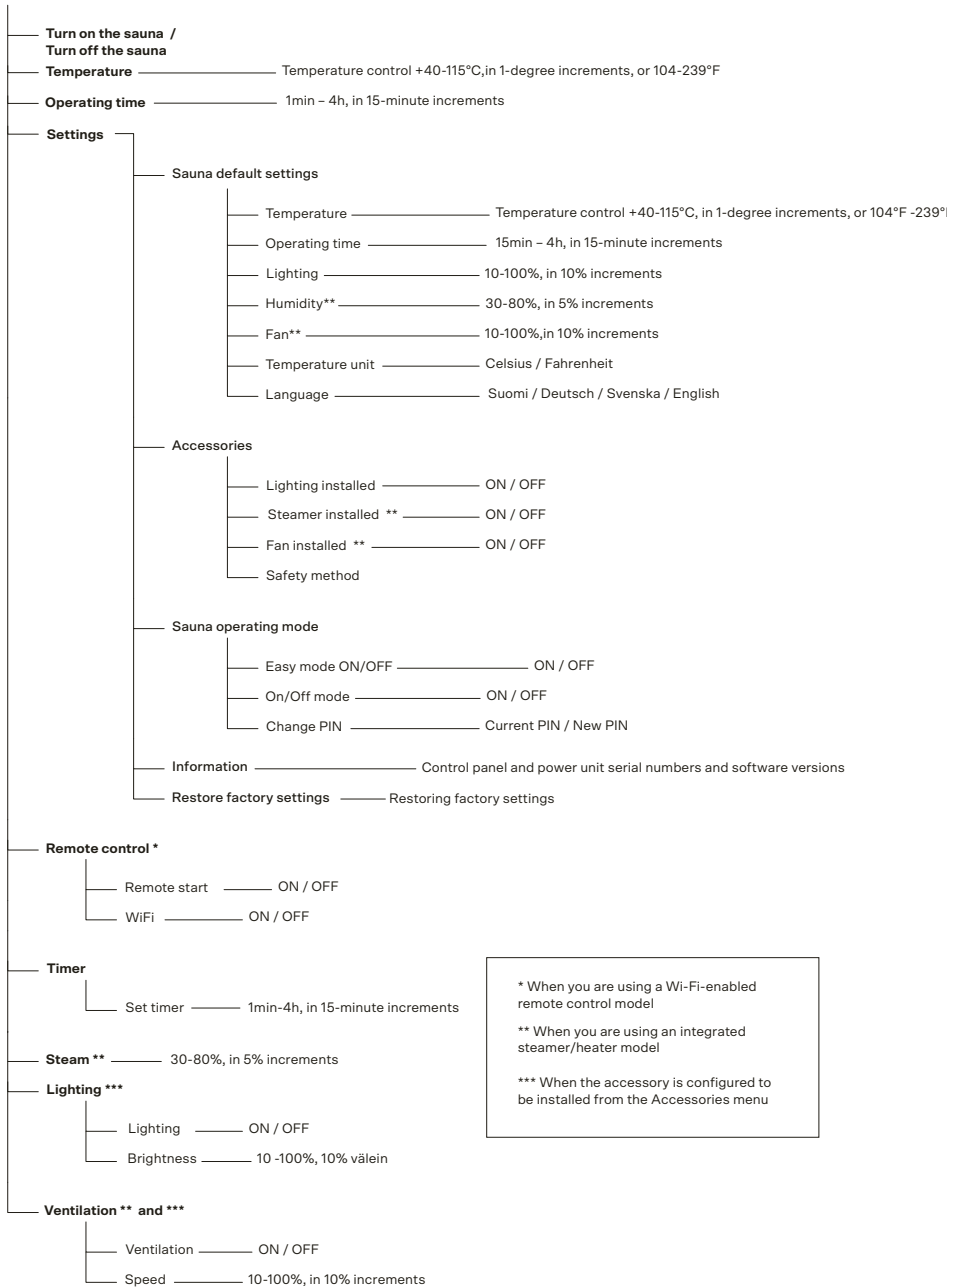 Turn on the sauna /
Turn off the sauna
Temperature Temperature control +40-115°C,in 1-degree increments, or 104-239°F
Operating time 1min – 4h, in 15-minute increments
Settings
Sauna default settings
Temperature Temperature control +40-115°C, in 1-degree increments, or 104°F -239°
Operating time 15min – 4h, in 15-minute increments
Lighting 10-100%, in 10% increments
Humidity** 30-80%, in 5% increments
Fan** 10-100%,in 10% increments
Temperature unit Celsius / Fahrenheit
Language Suomi / Deutsch / Svenska / English
Accessories
Lighting installed ON / OFF
Steamer installed ** ON / OFF
Fan installed ** ON / OFF
Safety method
Sauna operating mode
Easy mode ON/OFF ON / OFF
On/Off mode ON / OFF
Change PIN Current PIN / New PIN
Information Control panel and power unit serial numbers and software versions
Restore factory settings Restoring factory settings
Remote control *
Remote start ON / OFF
WiFi ON / OFF
Timer
Set timer 1min-4h, in 15-minute increments
Steam ** 30-80%, in 5% increments
Lighting ***
Lighting ON / OFF
Brightness 10 -100%, 10% välein
Ventilation ** and ***
Ventilation ON / OFF
Speed 10-100%, in 10% increments
* When you are using a Wi-Fi-enabled
remote control model
** When you are using an integrated
steamer/heater model
*** When the accessory is configured to
be installed from the Accessories menu